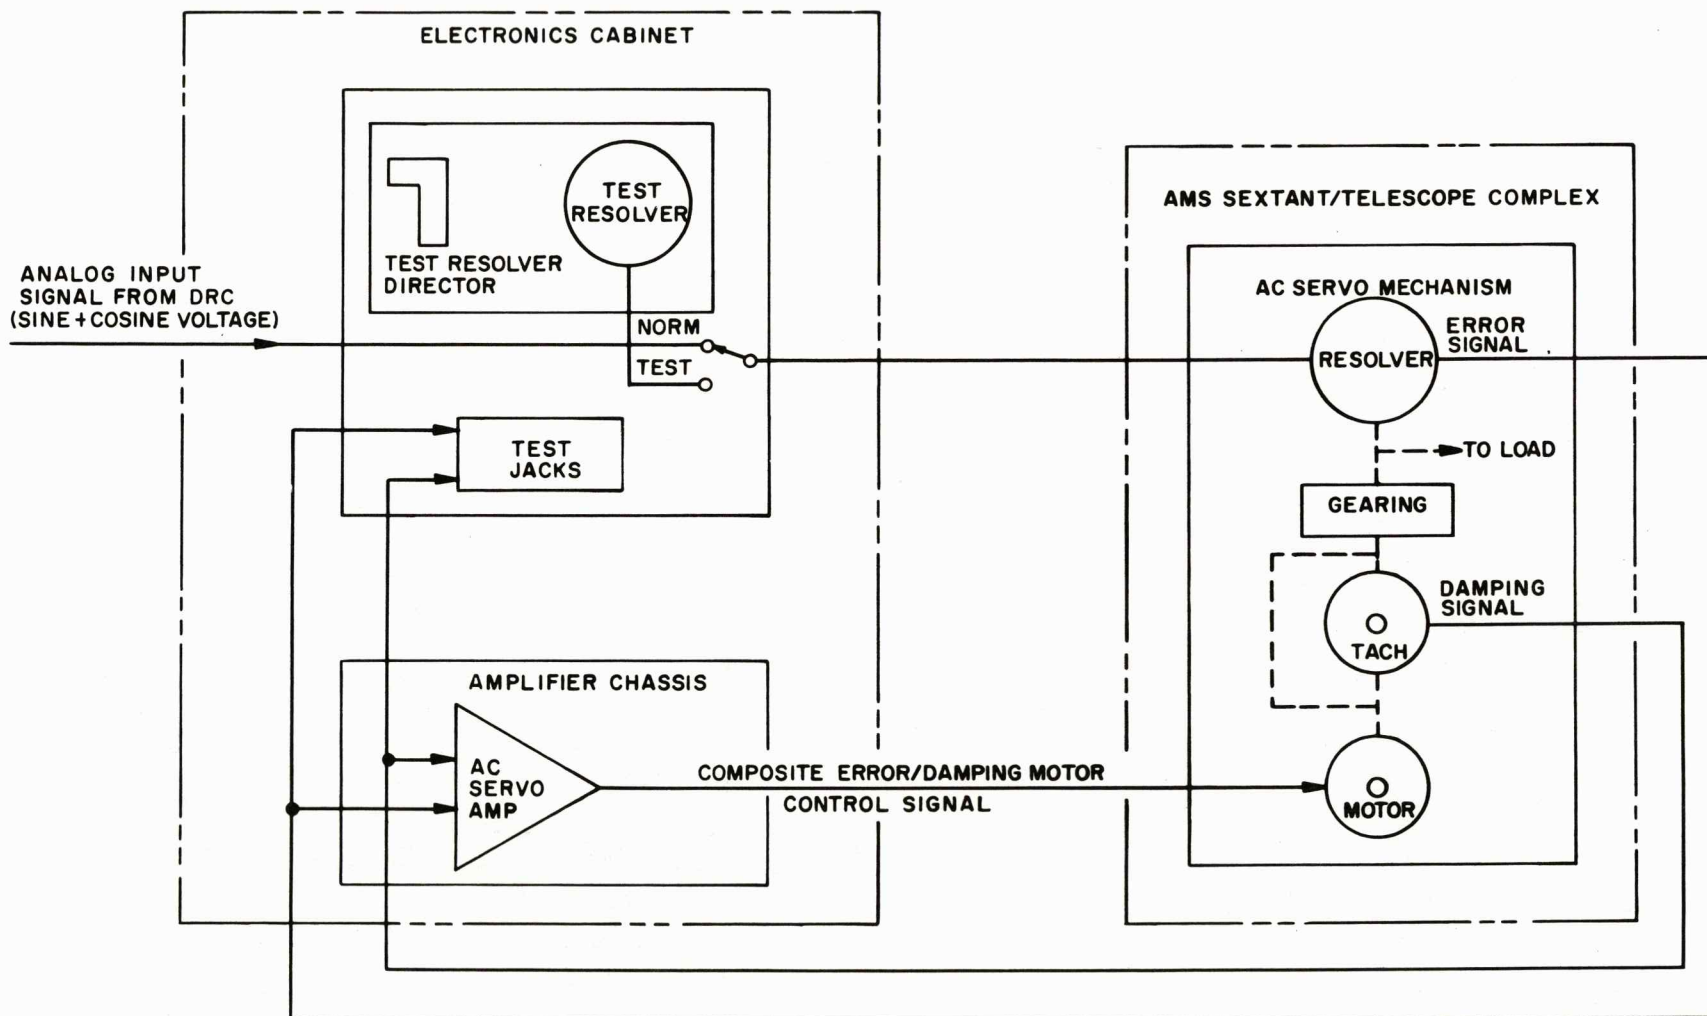 ELECTRONICS CABINET
TEST
RESOLVER
TEST RESOLVER
DIRECTOR
ANALOG INPUT
SIGNAL FROM DRC
(SINE+COSINE VOLTAGE)
NORM
TEST
TEST
JACKS
AMPLIFIER CHASSIS
AC
SERVO
AMP
COMPOSITE ERROR/DAMPING MOTOR
CONTROL SIGNAL
AMS SEXTANT/TELESCOPE COMPLEX
AC SERVO MECHANISM
RESOLVER
ERROR
SIGNAL
TO LOAD
GEARING
DAMPING
SIGNAL
TACH
MOTOR